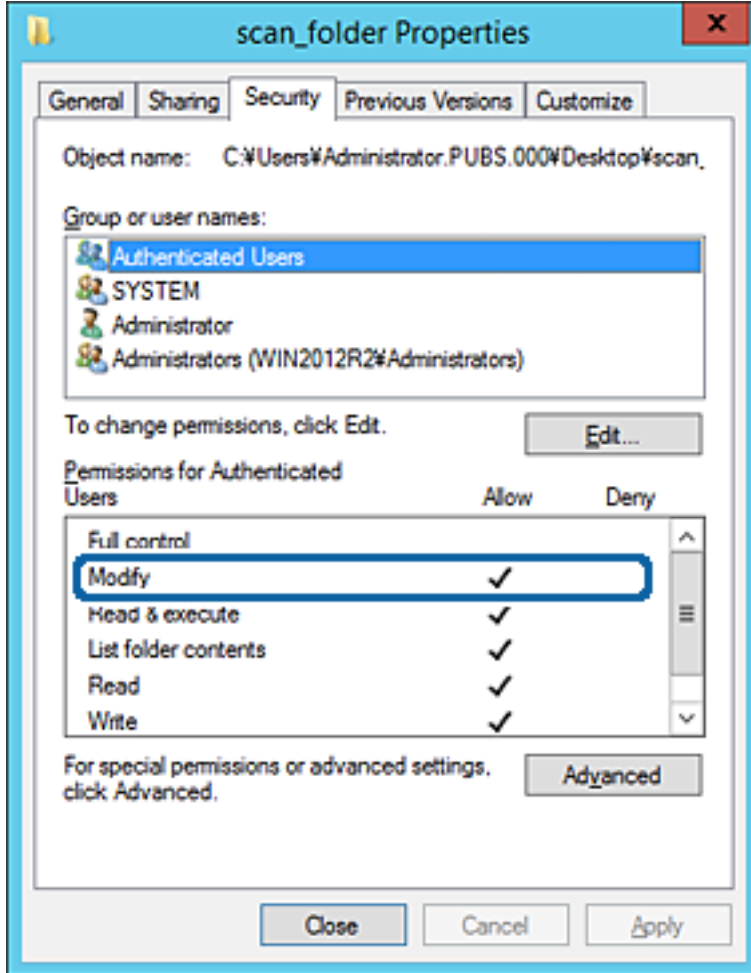 scan_folder Properties
x
General Sharing Security Previous Versions Customize
Object name: C:¥Users¥Administrator.PUBS.000¥Desktop¥scan_
Group or user names:
Authenticated Users
SYSTEM
Administrator
Administrators (WIN2012R2¥Administrators)
To change permissions, click Edit.
Edit...
Permissions for Authenticated
Users Allow Deny
Full control
Modify
Read & execute
List folder contents
Read
Write
For special permissions or advanced settings,
click Advanced.
Advanced
Close Cancel Apply